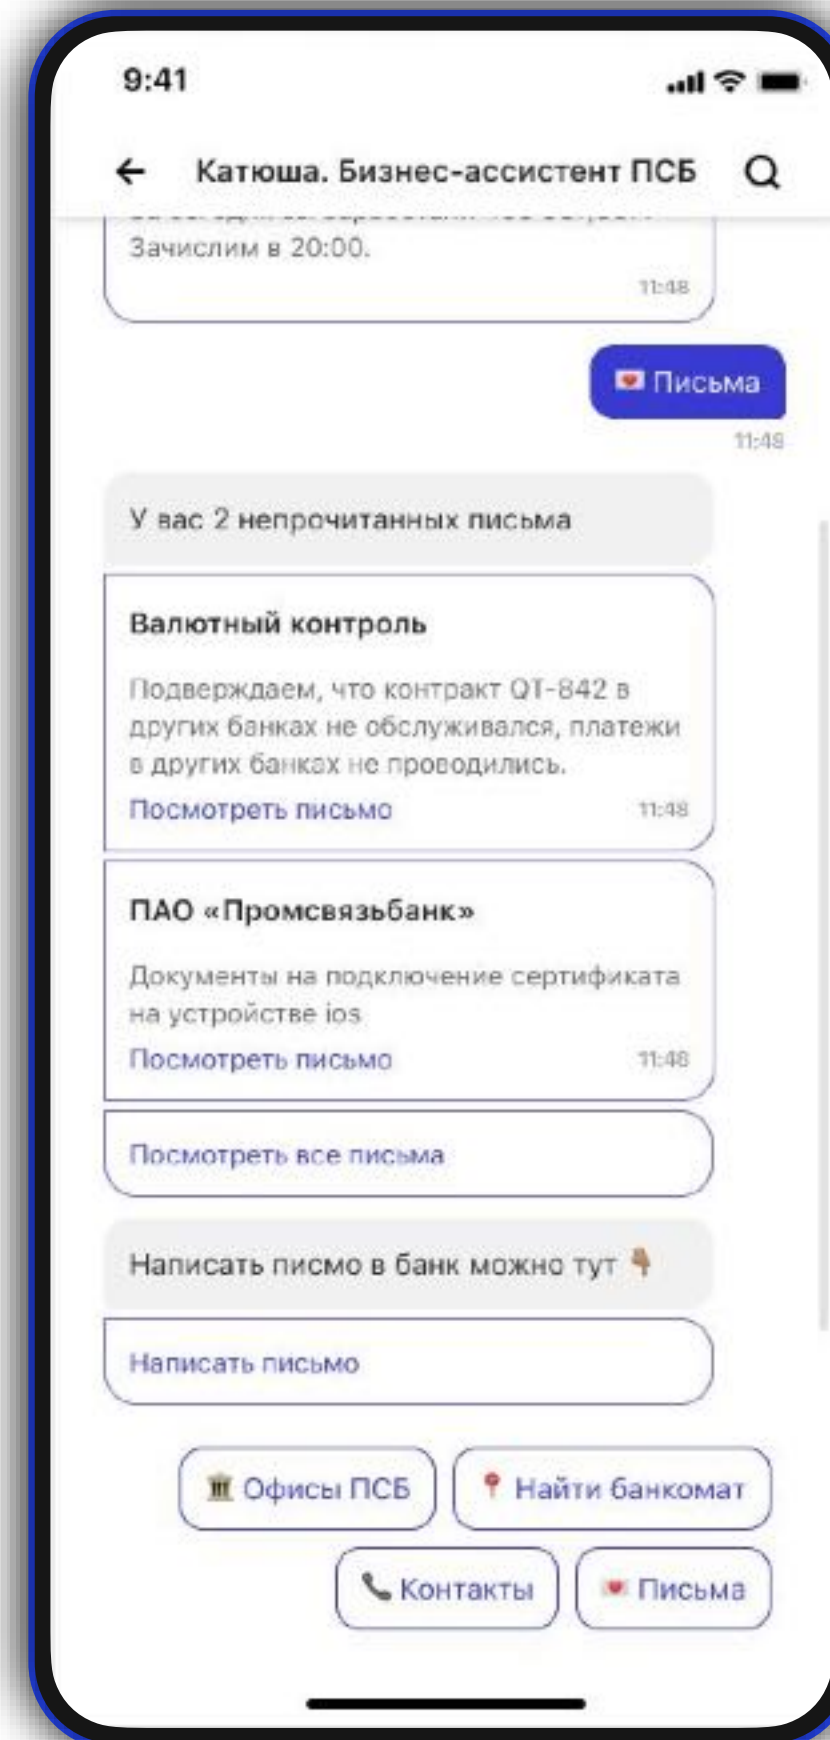 9:41
Катюша. Бизнес-ассистент ПСБ
Зачислим в 20:00.
11:48
Письма
11:48
У вас 2 непрочитанных письма
Валютный контроль
Подверждаем, что контракт QT-842 в
других банках не обслуживался, платежи
в других банках не проводились.
Посмотреть письмо 11:48
ПАО «Промсвязьбанк»
Документы на подключение сертификата
на устройстве ios
Посмотреть письмо 11:48
Посмотреть все письма
Написать писмо в банк можно тут
Написать письмо
Офисы ПСБ Найти банкомат
Контакты Письма